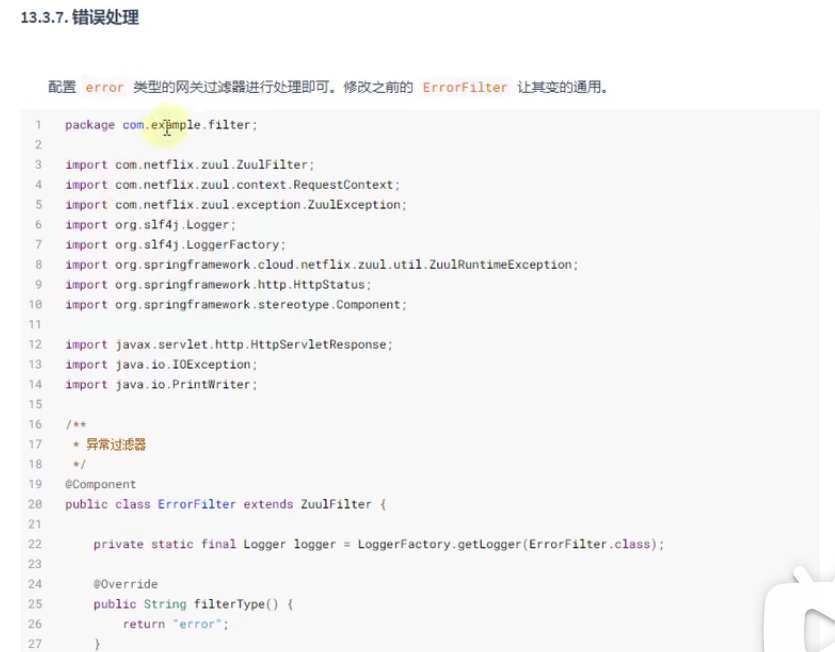 13.3.7. 错误处理
配置 error 类型的网关过滤器进行处理即可。修改之前的 ErrorFilter 让其变的通用。
1 package com.example.filter;
2
3 import com.netflix.zuul.ZuulFilter;
4 import com.netflix.zuul.context.RequestContext;
5 import com.netflix.zuul.exception.ZuulException;
6 import org.slf4j.Logger;
7 import org.slf4j.LoggerFactory;
8 import org.springframework.cloud.netflix.zuul.util.ZuulRuntimeException;
9 import org.springframework.http.HttpStatus;
10 import org.springframework.stereotype.Component;
11
12 import javax.servlet.http.HttpServletResponse;
13 import java.io.IOException;
14 import java.io.PrintWriter;
15
16 /**
17  * 异常过滤器
18  */
19 @Component
20 public class ErrorFilter extends ZuulFilter {
21
22     private static final Logger logger = LoggerFactory.getLogger(ErrorFilter.class);
23
24     @Override
25     public String filterType() {
26         return "error";
27     }